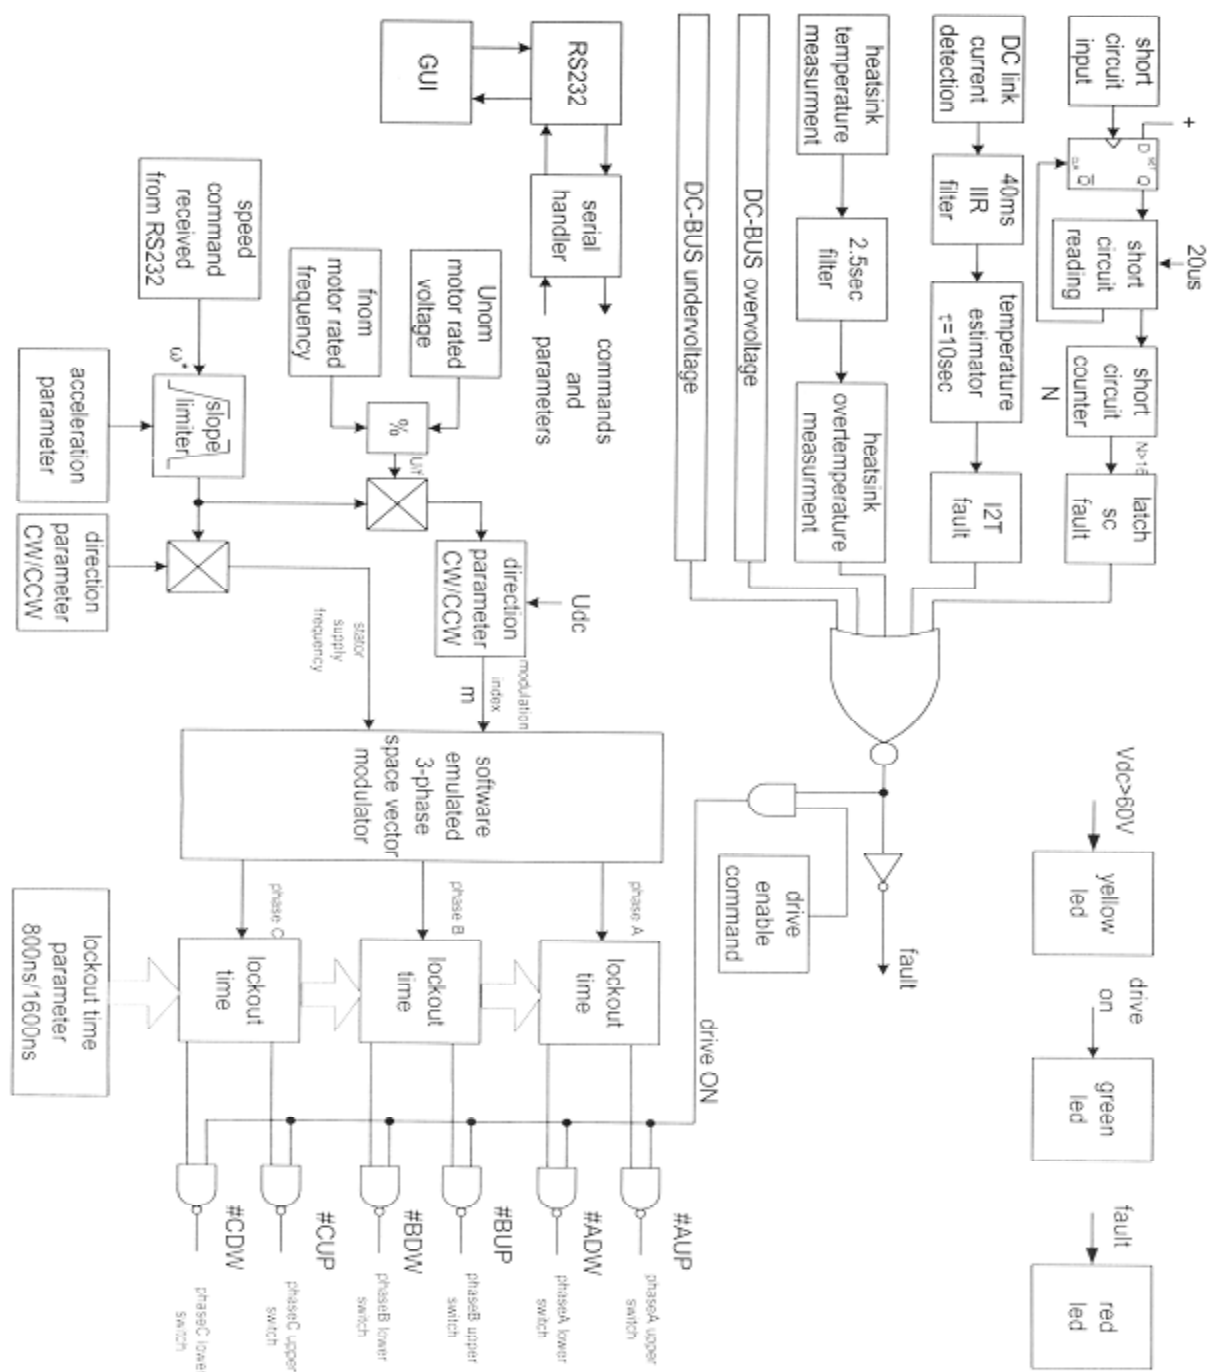 short
circuit
input
+
D
SET
Q
CLR
Q
20us
short
circuit
reading
short
circuit
counter
N
N>16
latch
sc
fault
DC link
current
detection
40ms
IIR
filter
temperature
estimator
τ=10sec
I2T
fault
heatsink
temperature
measurment
2.5sec
filter
heatsink
overtemperature
measurment
DC-BUS overvoltage
DC-BUS undervoltage
Vdc>60V
yellow
led
drive
on
green
led
fault
red
led
fault
drive
enable
command
drive ON
RS232
GUI
serial
handler
commands
and
parameters
Unom
motor rated
voltage
fnom
motor rated
frequency
%
U/f
speed
command
received
from RS232
ω*
slope
limiter
acceleration
parameter
direction
parameter
CW/CCW
Udc
direction
parameter
CW/CCW
modulation
index
m
stator
supply
frequency
software
emulated
3-phase
space vector
modulator
phase A
phase B
phase C
lockout
time
lockout
time
lockout
time
lockout time
parameter
800ns/1600ns
#AUP
phaseA upper
switch
#ADW
phaseA lower
switch
#BUP
phaseB upper
switch
#BDW
phaseB lower
switch
#CUP
phaseC upper
switch
#CDW
phaseC lower
switch